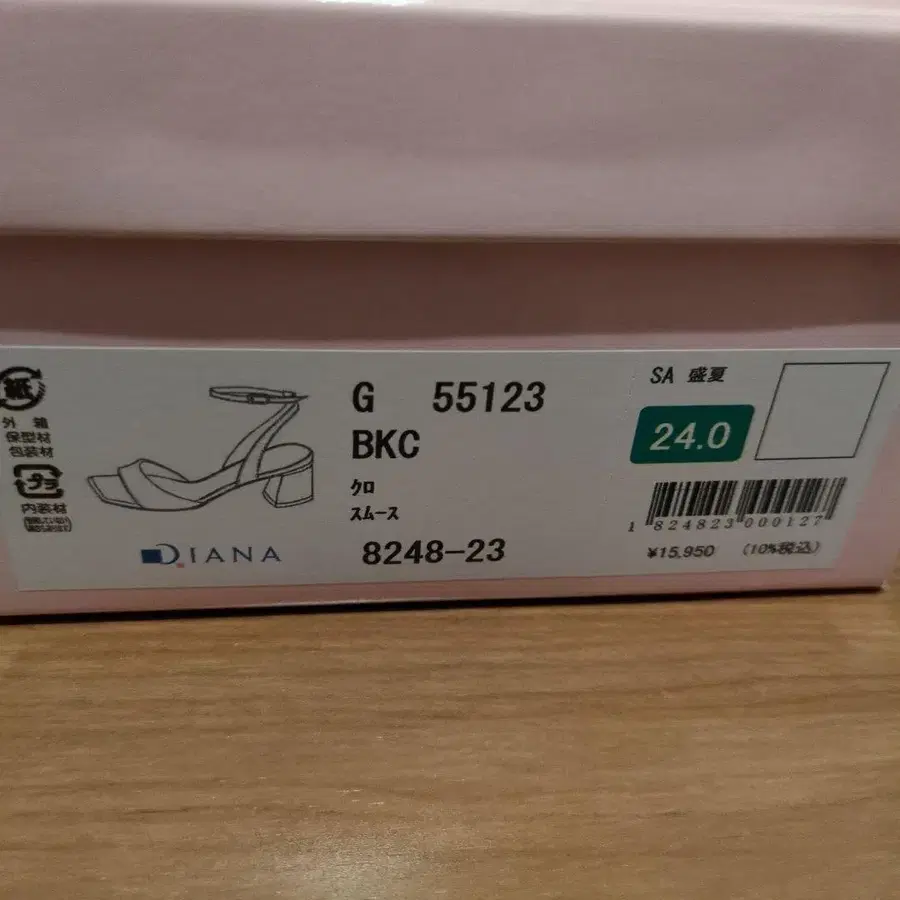 紙
外 箱
保型材
包装材
プラ
内装材
DIANA
G 55123
BKC
クロ
スムース
8248-23
SA 盛夏
24.0
1 824823 000127
¥15,950 (10%税込)